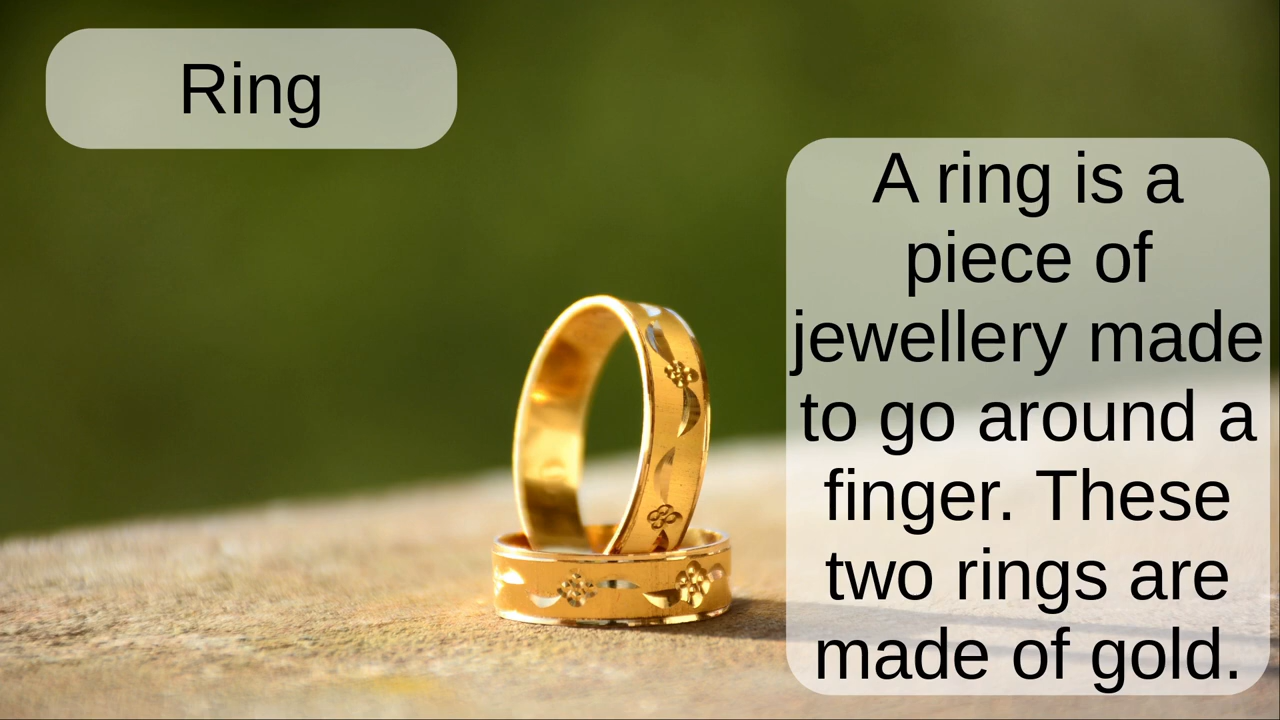 Ring
A ring is a
piece of
jewellery made
to go around a
finger. These
two rings are
made of gold.